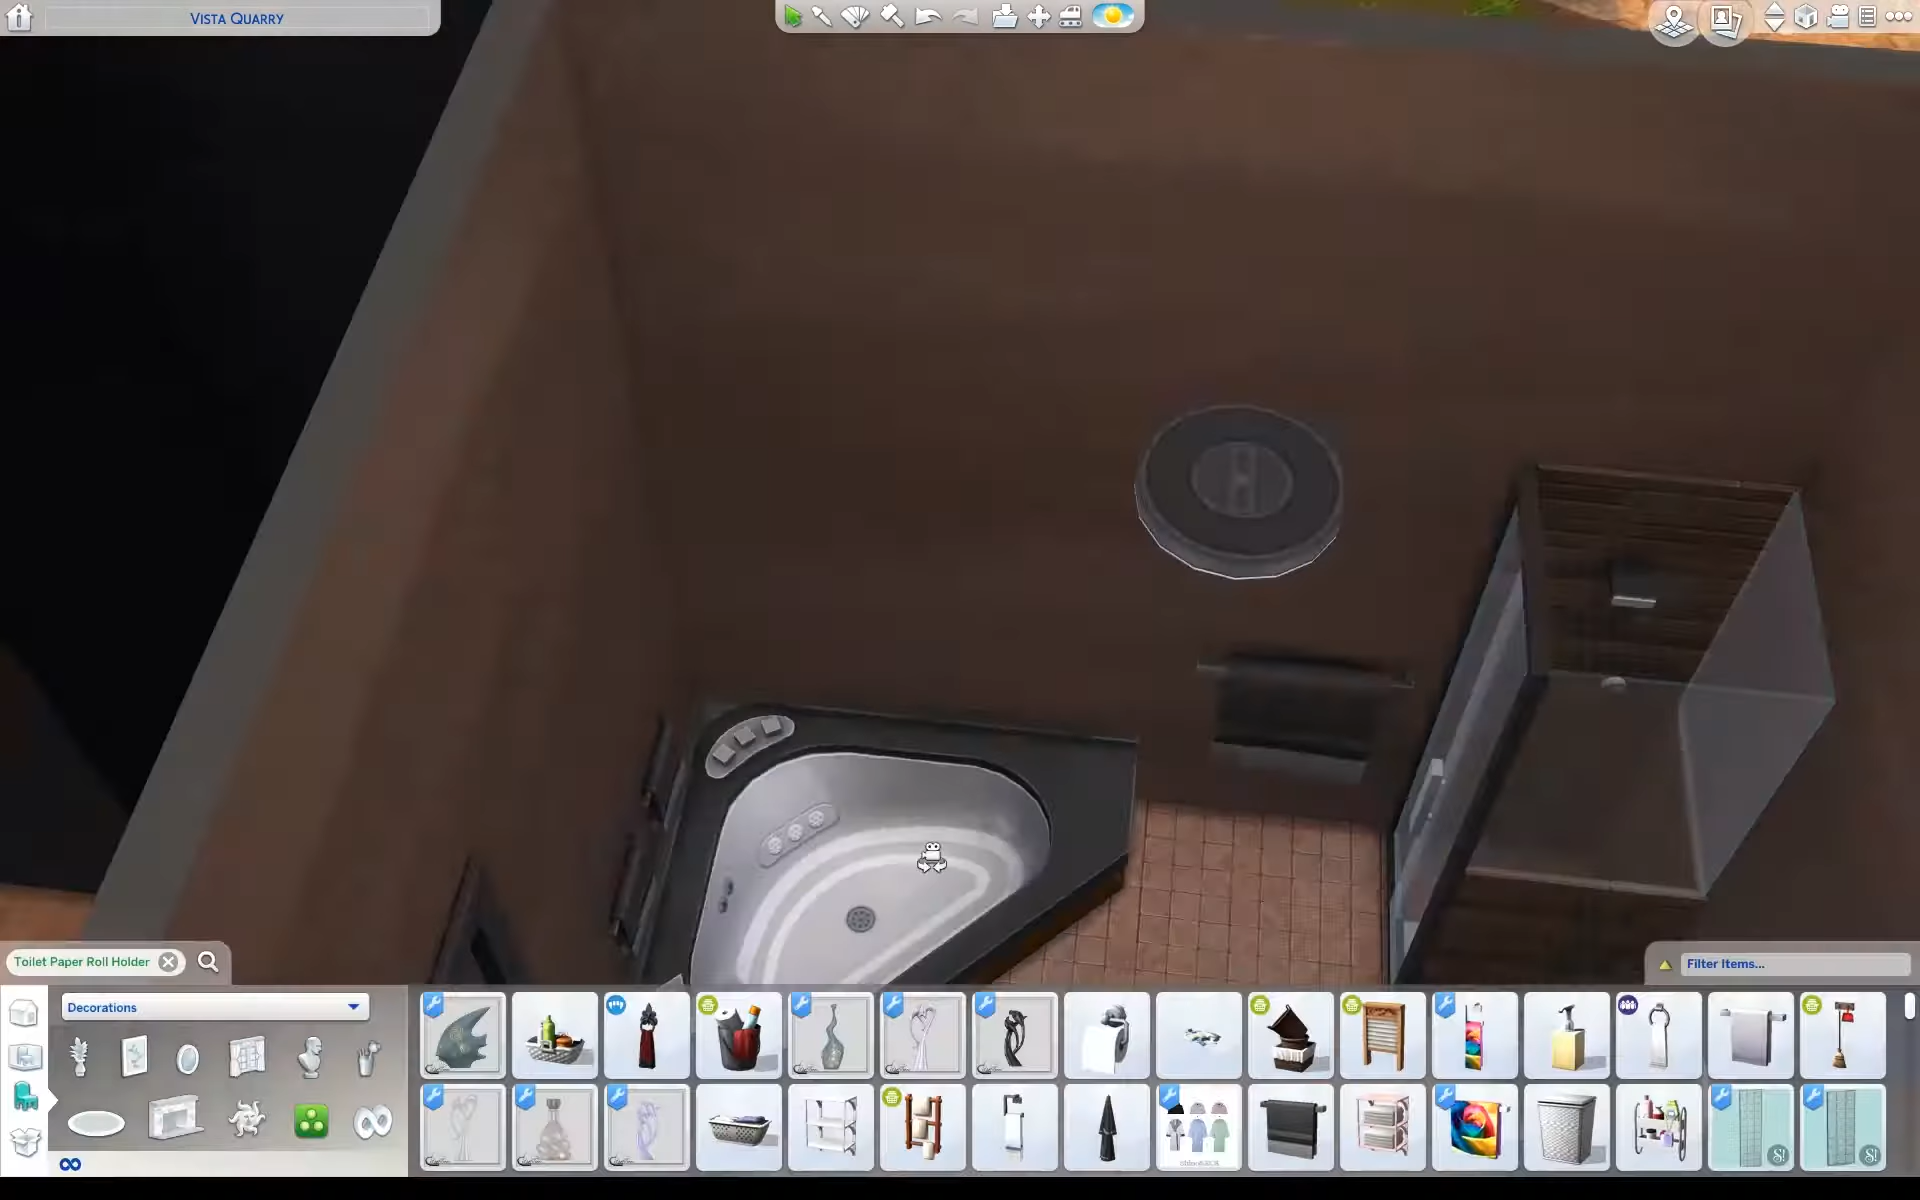 VISTA QUARRY
Toilet Paper Roll Holder
Filter Items...
Decorations